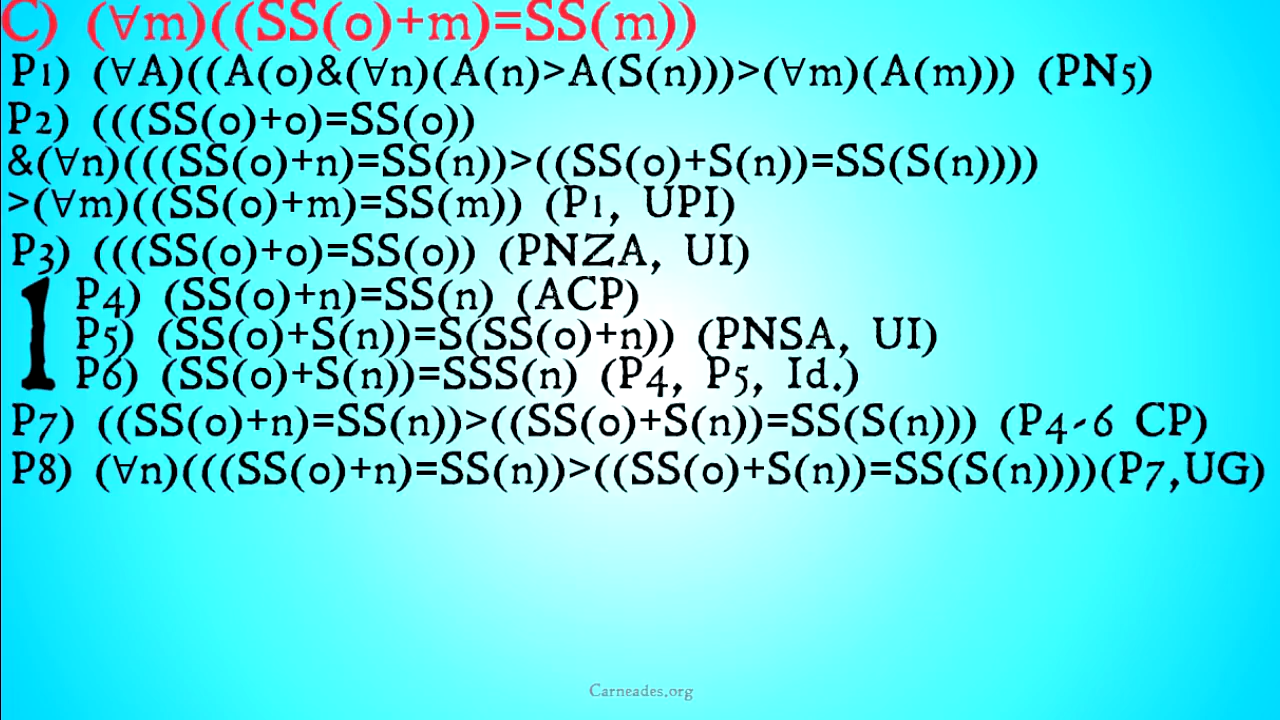 C) (∀m)((SS(o)+m)=SS(m))
P1) (∀A)((A(o)&(∀n)(A(n)>A(S(n)))>(∀m)(A(m))) (PN5)
P2) (((SS(o)+o)=SS(o))
&(∀n)(((SS(o)+n)=SS(n))>((SS(o)+S(n))=SS(S(n))))
>(∀m)((SS(o)+m)=SS(m)) (P1, UPI)
P3) (((SS(o)+o)=SS(o)) (PNZA, UI)
1
P4) (SS(o)+n)=SS(n) (ACP)
P5) (SS(o)+S(n))=S(SS(o)+n)) (PNSA, UI)
P6) (SS(o)+S(n))=SSS(n) (P4, P5, Id.)
P7) ((SS(o)+n)=SS(n))>((SS(o)+S(n))=SS(S(n))) (P4-6 CP)
P8) (∀n)(((SS(o)+n)=SS(n))>((SS(o)+S(n))=SS(S(n))))(P7,UG)
Carneades.org